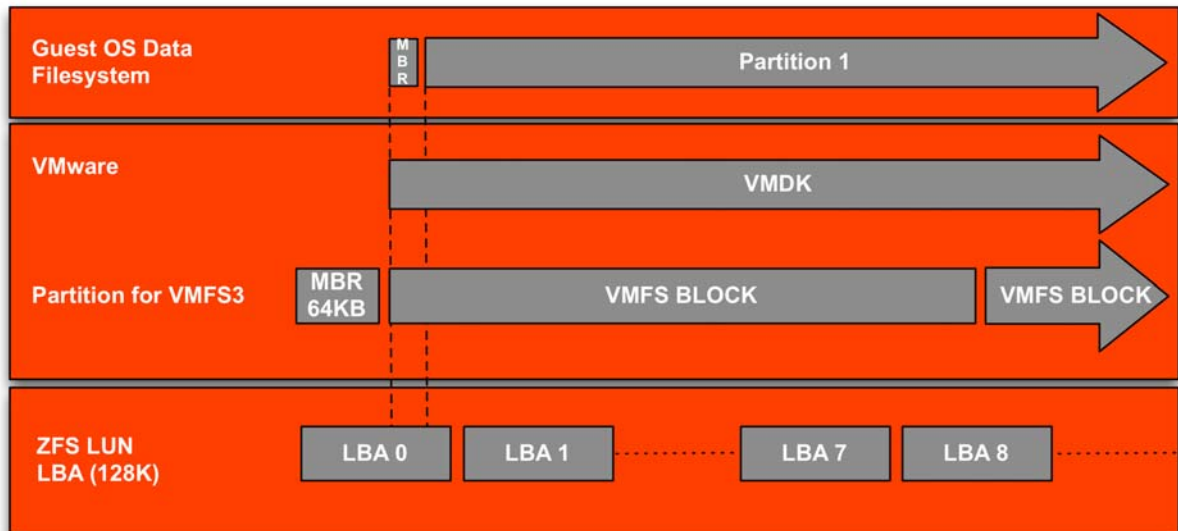 Guest OS Data
Filesystem
M
B
R
Partition 1
VMware
VMDK
Partition for VMFS3
MBR
64KB
VMFS BLOCK
VMFS BLOCK
ZFS LUN
LBA (128K)
LBA 0
LBA 1
LBA 7
LBA 8